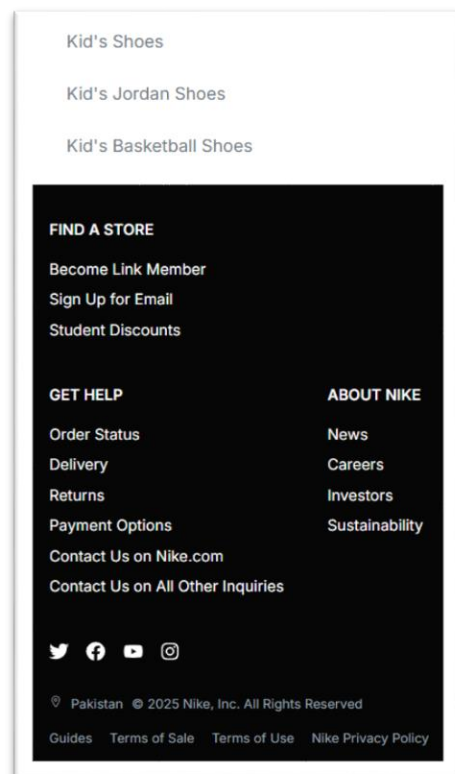 Kid's Shoes
Kid's Jordan Shoes
Kid's Basketball Shoes
FIND A STORE
Become Link Member
Sign Up for Email
Student Discounts
GET HELP
Order Status
Delivery
Returns
Payment Options
Contact Us on Nike.com
Contact Us on All Other Inquiries
ABOUT NIKE
News
Careers
Investors
Sustainability
Pakistan © 2025 Nike, Inc. All Rights Reserved
Guides Terms of Sale Terms of Use Nike Privacy Policy